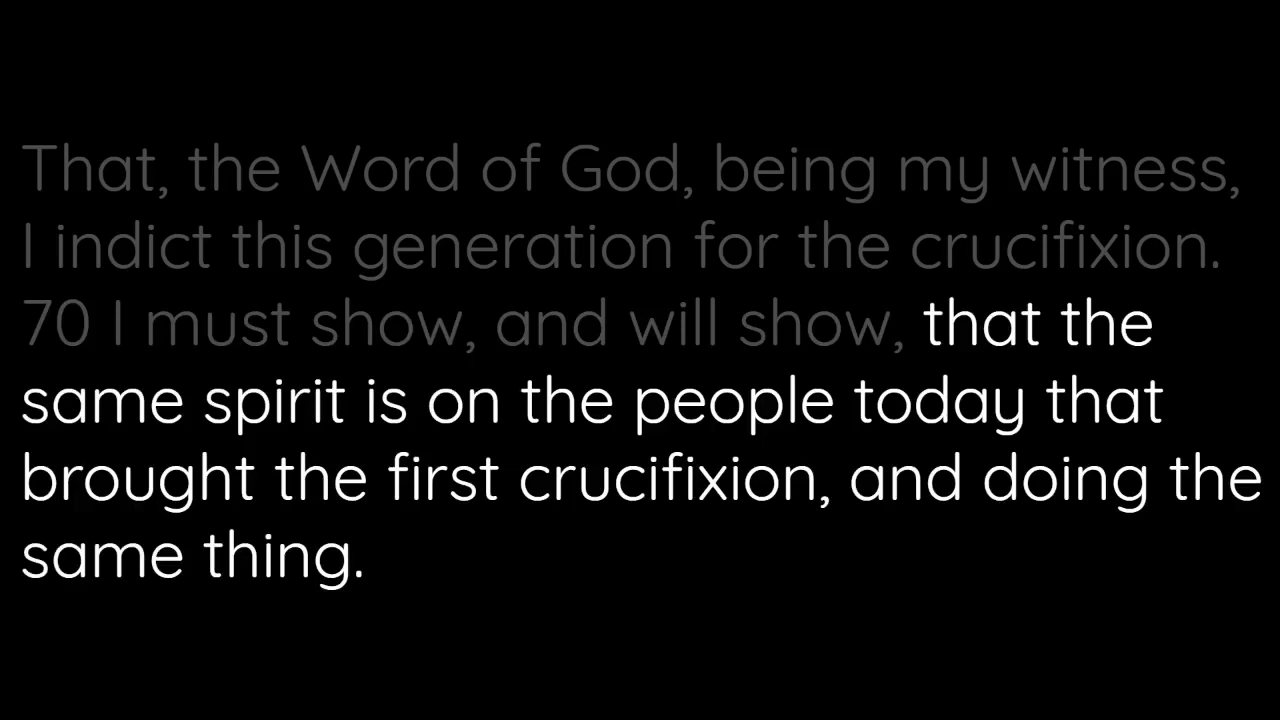 That, the Word of God, being my witness,
I indict this generation for the crucifixion.
70 I must show, and will show, that the
same spirit is on the people today that
brought the first crucifixion, and doing the
same thing.